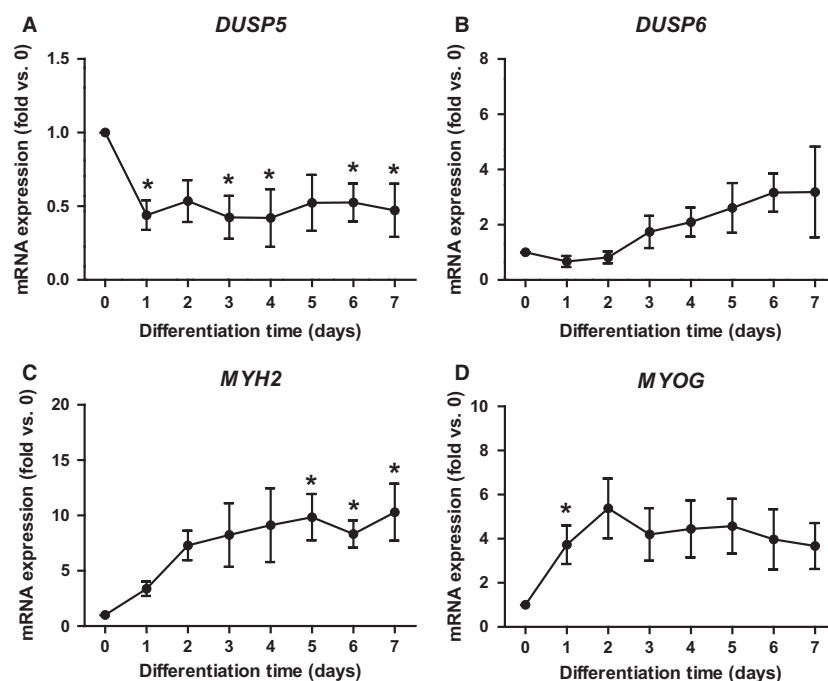 A
DUSP5
mRNA expression (fold vs. 0)
1.5
1.0
0.5
0.0
* * * * *
0 1 2 3 4 5 6 7
Differentiation time (days)
B
DUSP6
mRNA expression (fold vs. 0)
8
6
4
2
0
0 1 2 3 4 5 6 7
Differentiation time (days)
C
MYH2
mRNA expression (fold vs. 0)
20
15
10
5
0
* * *
0 1 2 3 4 5 6 7
Differentiation time (days)
D
MYOG
mRNA expression (fold vs. 0)
10
8
6
4
2
0
*
0 1 2 3 4 5 6 7
Differentiation time (days)